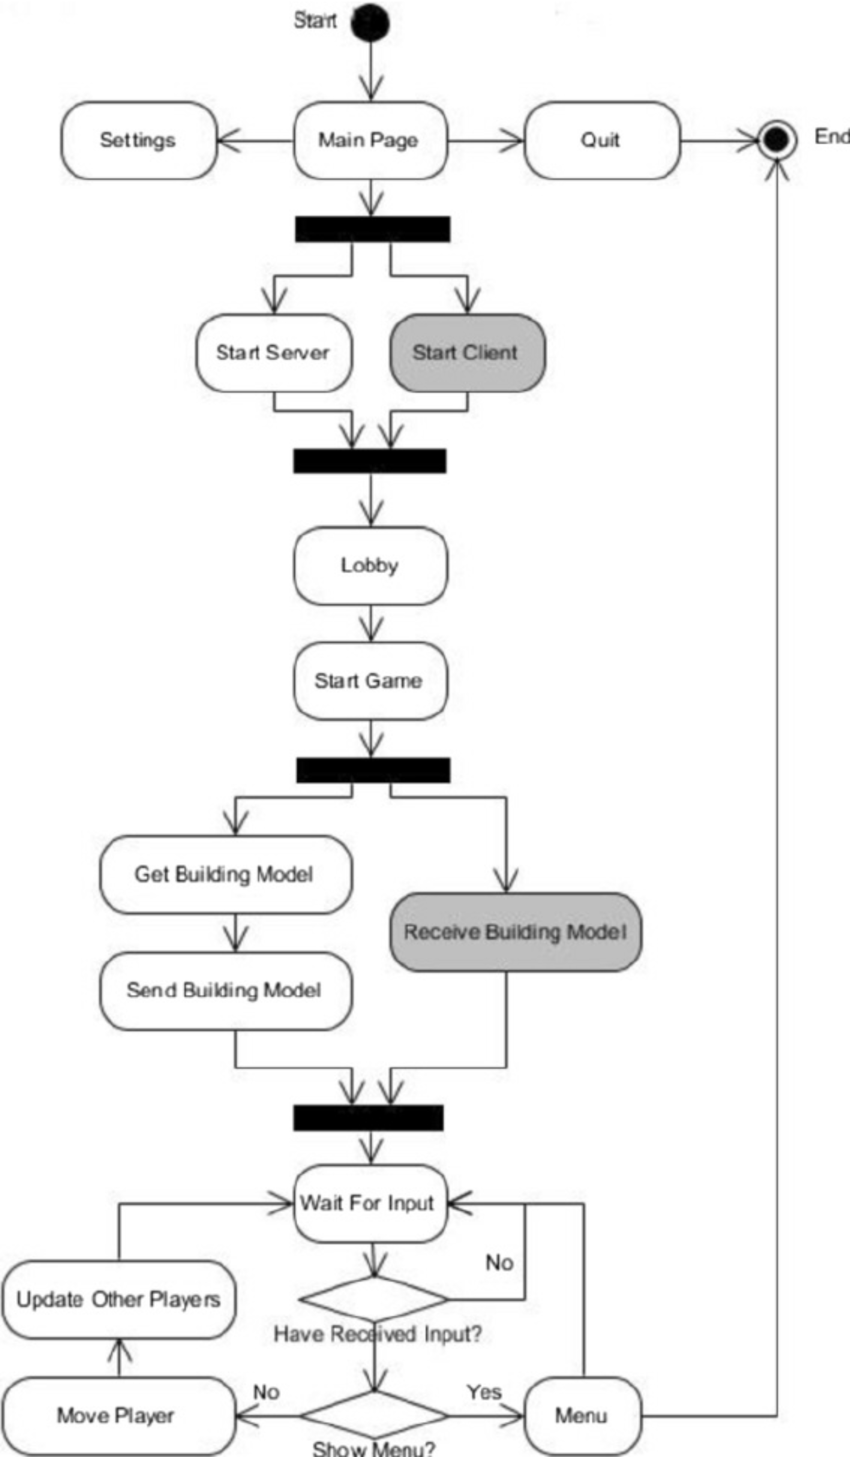 Start
Settings
Main Page
Quit
End
Start Server
Start Client
Lobby
Start Game
Get Building Model
Receive Building Model
Send Building Model
Wait For Input
No
Update Other Players
Have Received Input?
No
Yes
Move Player
Menu
Show Menu?